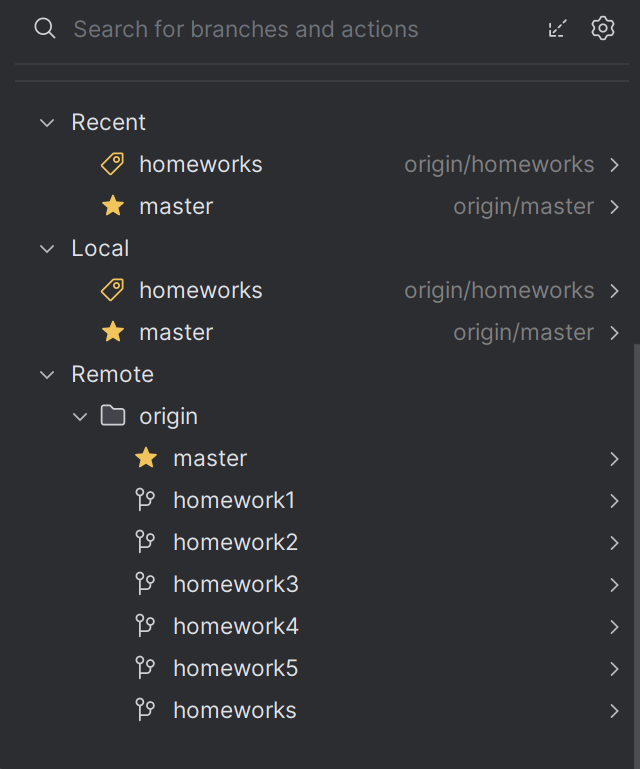 Search for branches and actions
Recent
homeworks origin/homeworks
master origin/master
Local
homeworks origin/homeworks
master origin/master
Remote
origin
master
homework1
homework2
homework3
homework4
homework5
homeworks